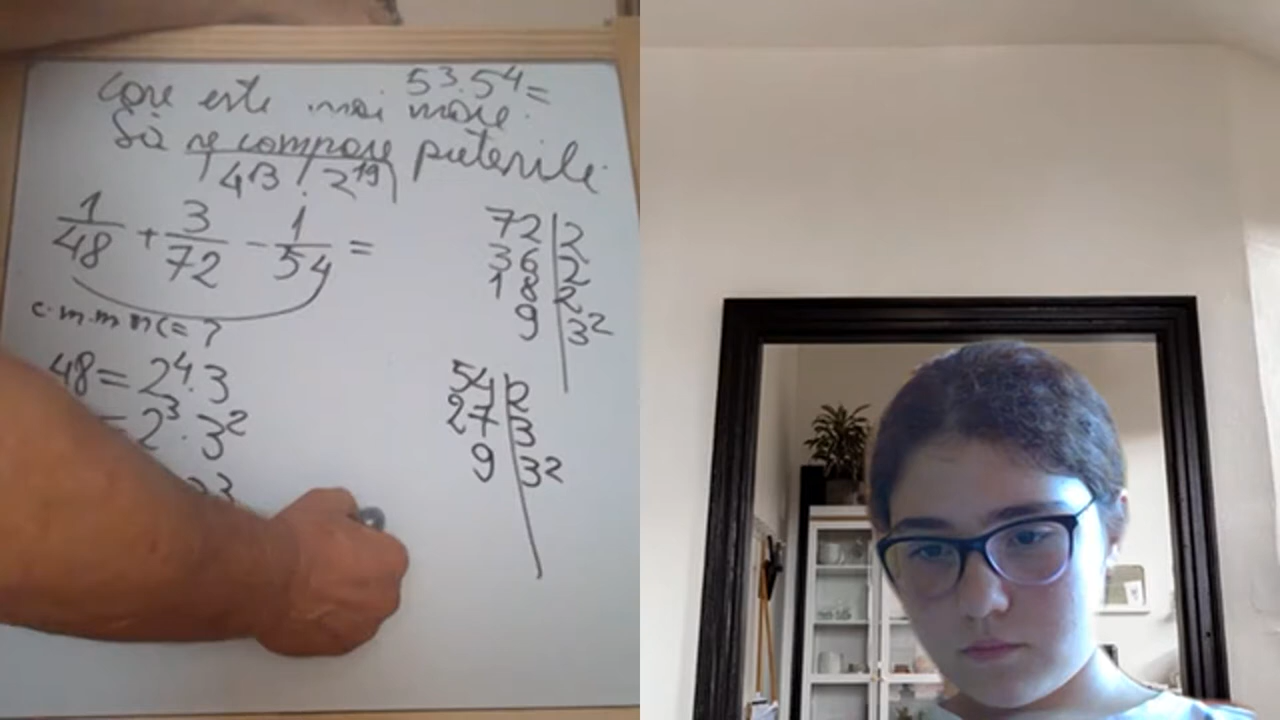 5³·5⁴=
Care este mai mare.
Să se compare puterile
4¹³ ; 2¹⁹
1/48 + 3/72 - 1/54 =
c.m.m.m.c = ?
48 = 2⁴·3
= 2³·3²
72 | 2
36 | 2
18 | 2
9 | 3²
54 | 2
27 | 3
9 | 3²